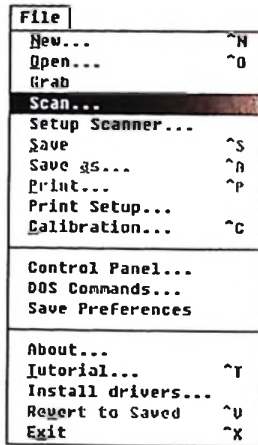 File
New... ^N
Open... ^O
Grab
Scan...
Setup Scanner...
Save ^S
Save as... ^A
Print... ^P
Print Setup...
Calibration... ^C
Control Panel...
DOS Commands...
Save Preferences
About...
Tutorial... ^T
Install drivers...
Revert to Saved ^V
Exit ^X